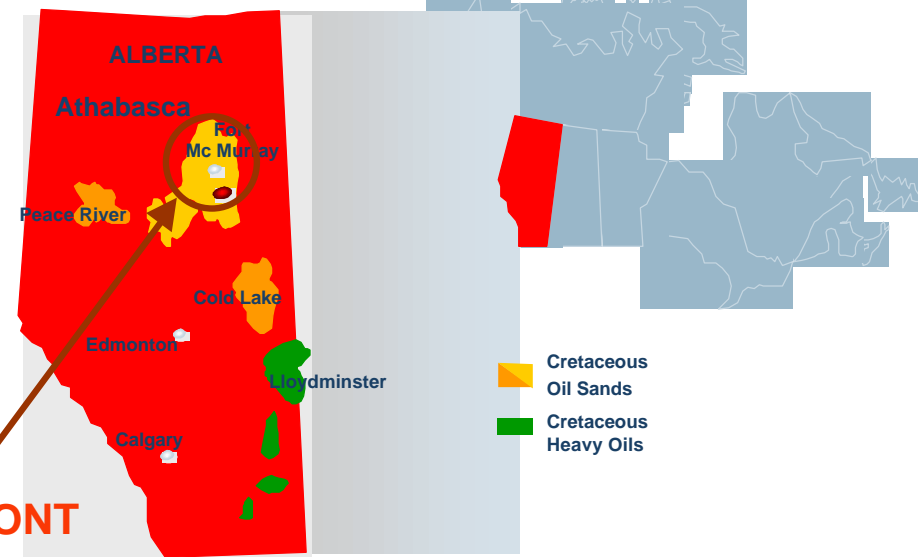 ALBERTA
Athabasca
Fort
Mc Murray
Peace River
Cold Lake
Edmonton
Lloydminster
Calgary
ONT
Cretaceous
Oil Sands
Cretaceous
Heavy Oils